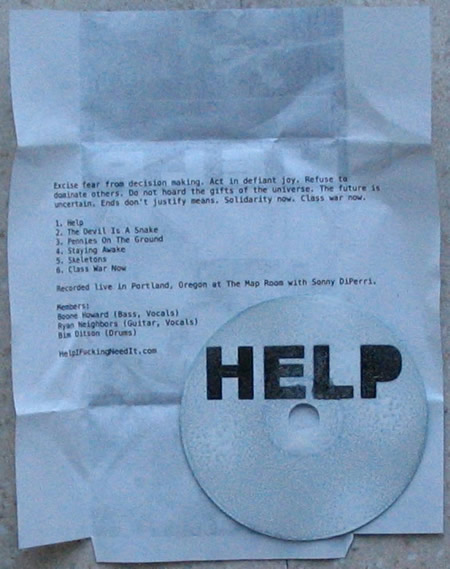 Excise fear from decision making. Act in defiant joy. Refuse to
dominate others. Do not hoard the gifts of the universe. The future is
uncertain. Ends don't justify means. Solidarity now. Class war now.
1. Help
2. The Devil Is A Snake
3. Pennies On The Ground
4. Staying Awake
5. Skeletons
6. Class War Now
Recorded live in Portland, Oregon at The Map Room with Sonny DiPerri.
Members:
Boone Howard (Bass, Vocals)
Ryan Neighbors (Guitar, Vocals)
Bim Ditson (Drums)
HelpIFuckingNeedIt.com
HELP